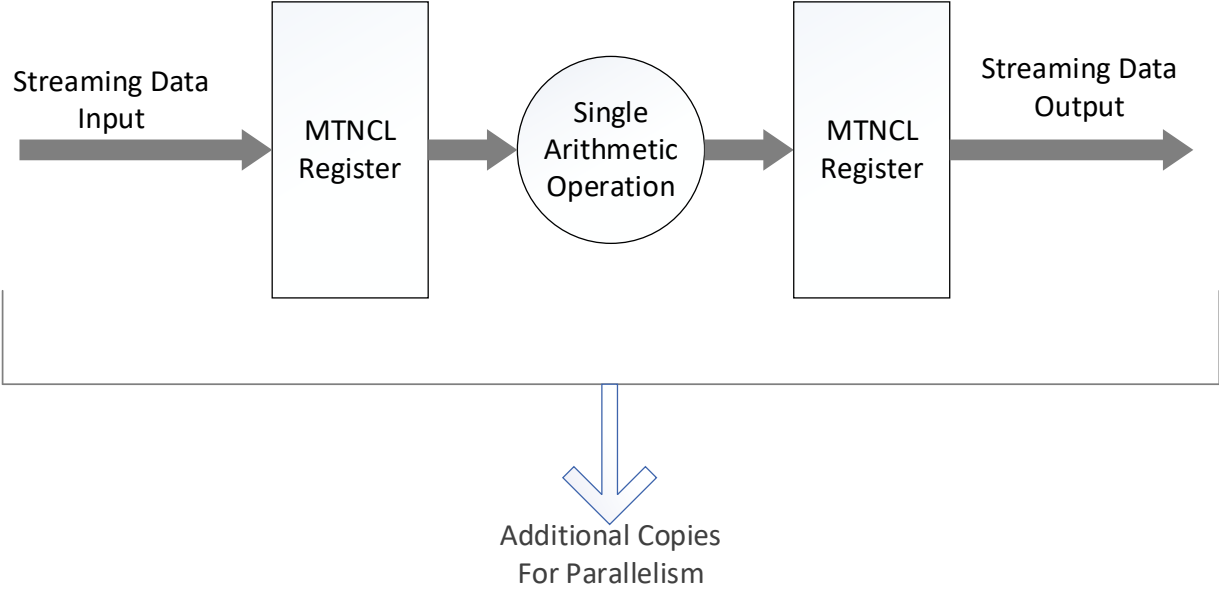 Streaming Data
Input
MTNCL
Register
Single
Arithmetic
Operation
MTNCL
Register
Streaming Data
Output
Additional Copies
For Parallelism